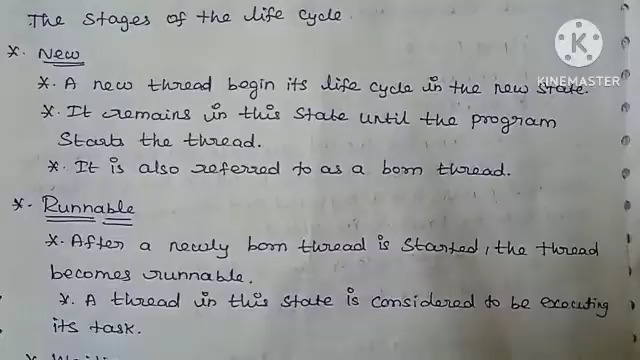 The stages of the life cycle.
*. New
*. A new thread begin its life cycle in the new state.
*. It remains in this state until the program
starts the thread.
*. It is also referred to as a born thread.
*. Runnable
*. After a newly born thread is started, the thread
becomes runnable.
*. A thread in this state is considered to be executing
its task.
K
KINEMASTER